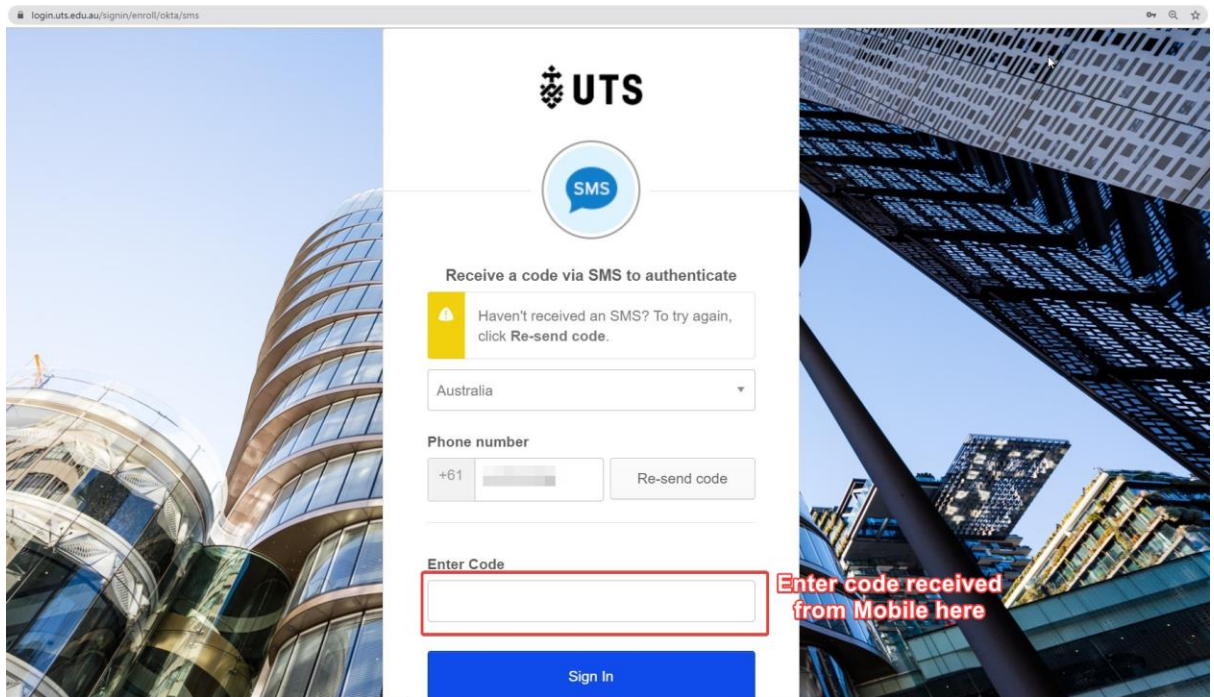 login.uts.edu.au/signin/enroll/okta/sms
UTS
SMS
Receive a code via SMS to authenticate
Haven't received an SMS? To try again,
click Re-send code.
Australia
Phone number
+61
Re-send code
Enter Code
Enter code received
from Mobile here
Sign In